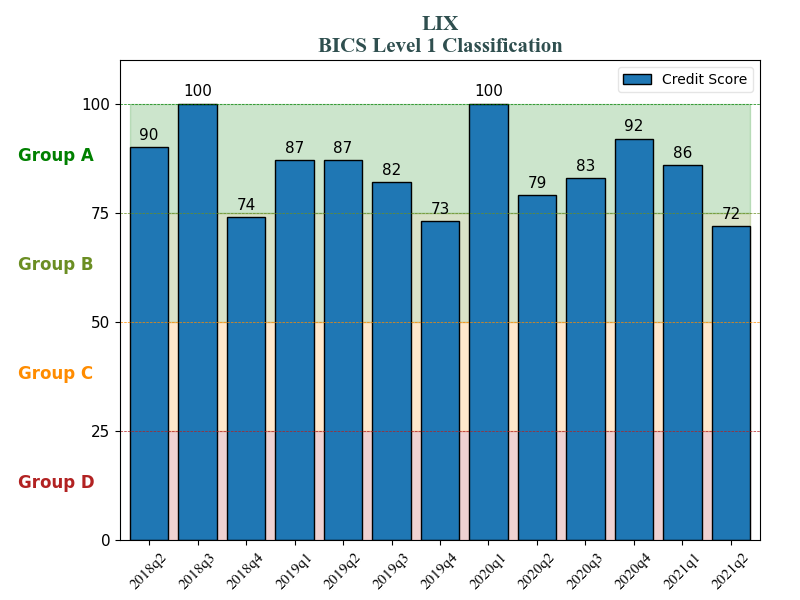 LIX
BICS Level 1 Classification
Credit Score
100
75
50
25
0
Group A
Group B
Group C
Group D
90
100
74
87
87
82
73
100
79
83
92
86
72
2018q2
2018q3
2018q4
2019q1
2019q2
2019q3
2019q4
2020q1
2020q2
2020q3
2020q4
2021q1
2021q2